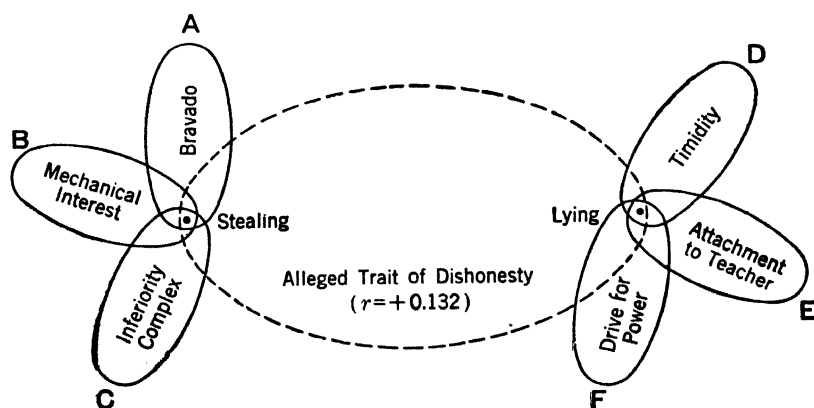 A
Bravado
B
Mechanical
Interest
Stealing
C
Inferiority
Complex
Alleged Trait of Dishonesty
(r=+0.132)
D
Timidity
Lying
Attachment
to Teacher
E
Drive for
Power
F